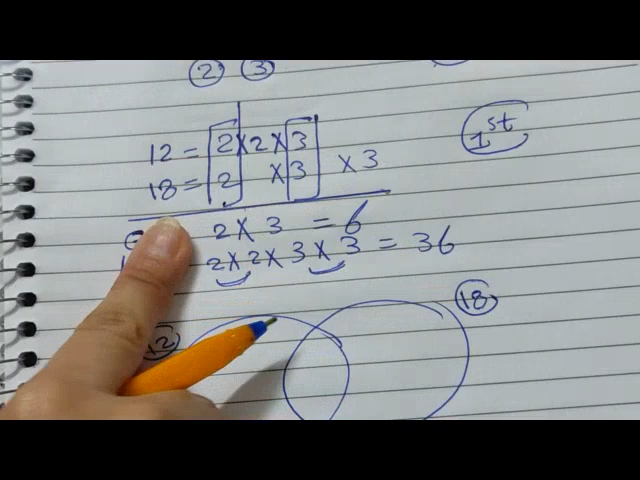 2 3
12 = 2 x 2 x 3
1st
18 = 2 x 3 x 3
2 x 3 = 6
2 x 2 x 3 x 3 = 36
18
12